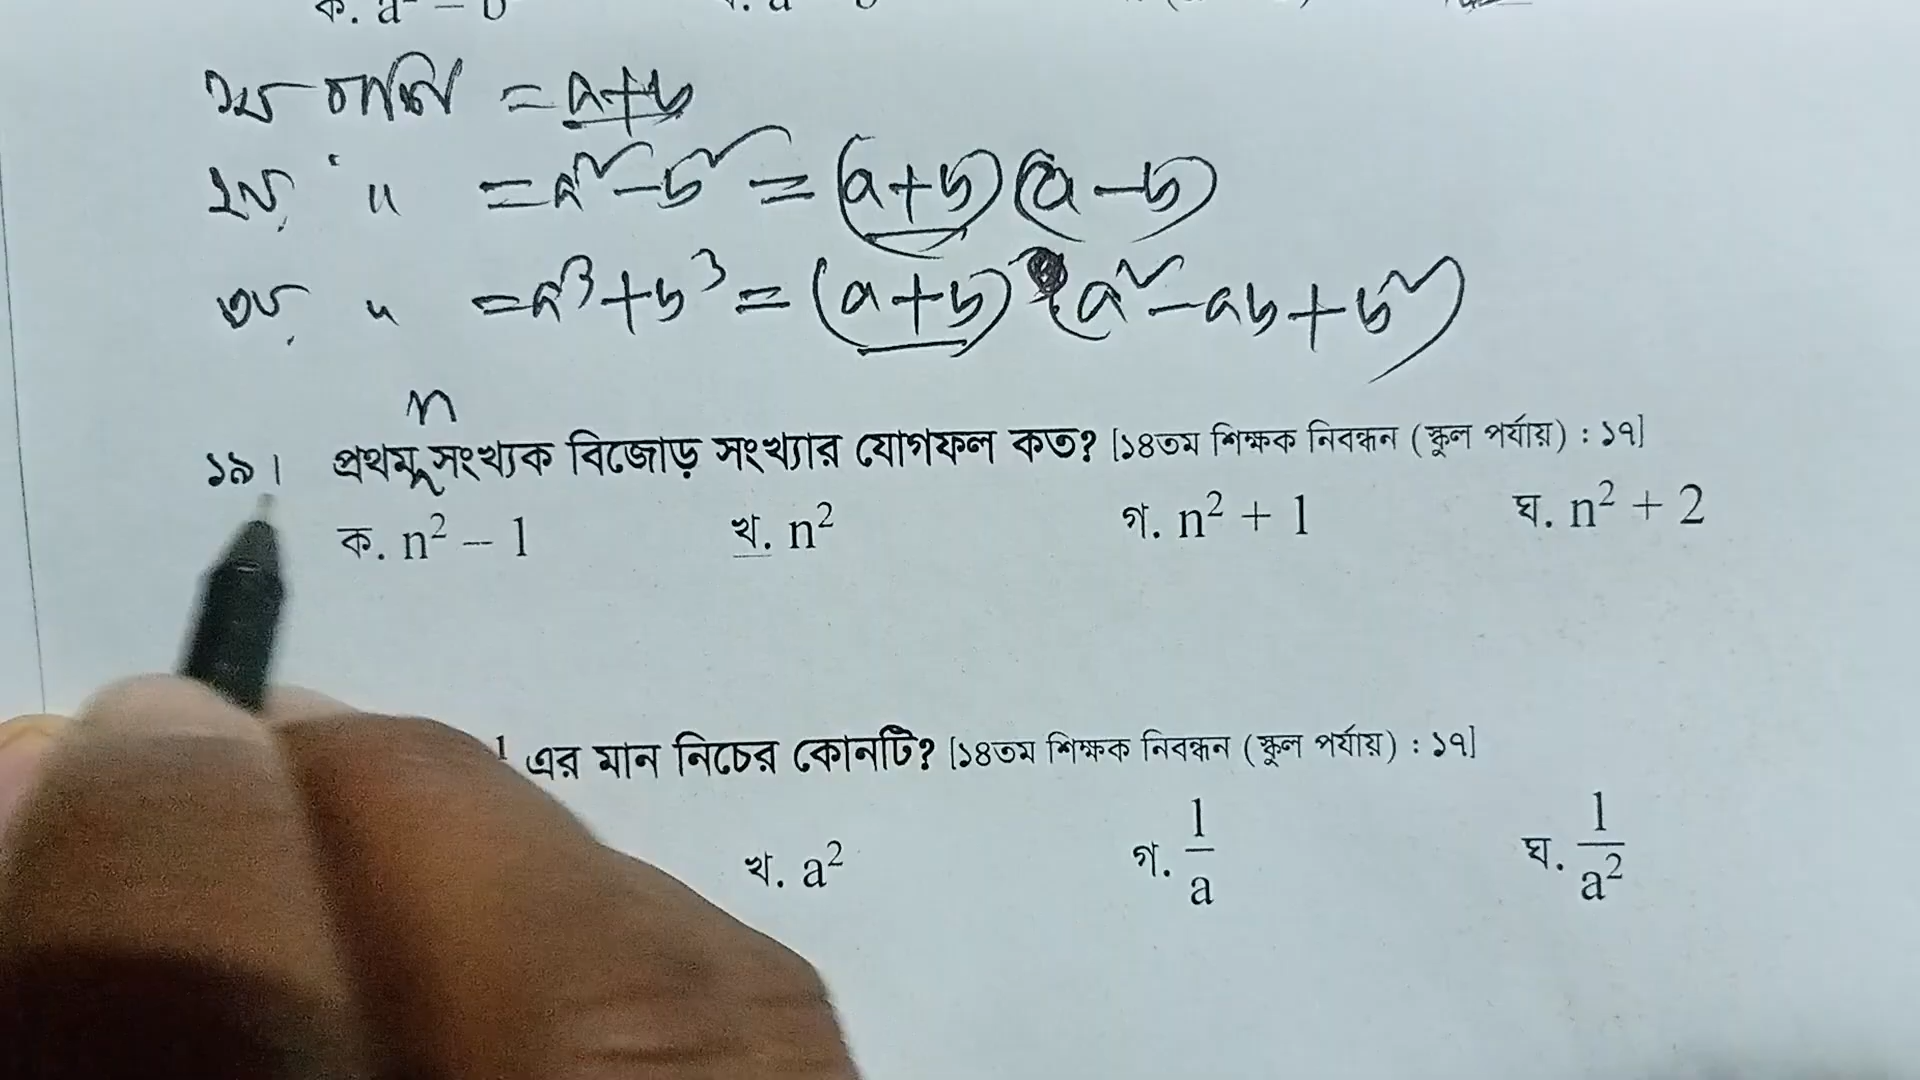 ক. a² – b
১ম রাশি = a+b
২য় " = a² – b² = (a+b) (a – b)
৩য় " = a³ + b³ = (a+b) (a² – ab + b²)
n
১৯। প্রথম সংখ্যক বিজোড় সংখ্যার যোগফল কত? [১৪তম শিক্ষক নিবন্ধন (স্কুল পর্যায়) : ১৭]
ক. n² – 1 খ. n² গ. n² + 1 ঘ. n² + 2
এর মান নিচের কোনটি? [১৪তম শিক্ষক নিবন্ধন (স্কুল পর্যায়) : ১৭]
খ. a² গ. 1/a ঘ. 1/a²